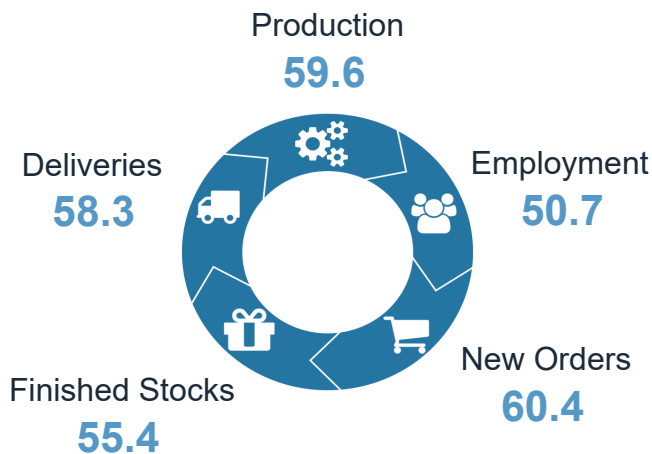 Production
59.6
Deliveries
58.3
Employment
50.7
Finished Stocks
55.4
New Orders
60.4